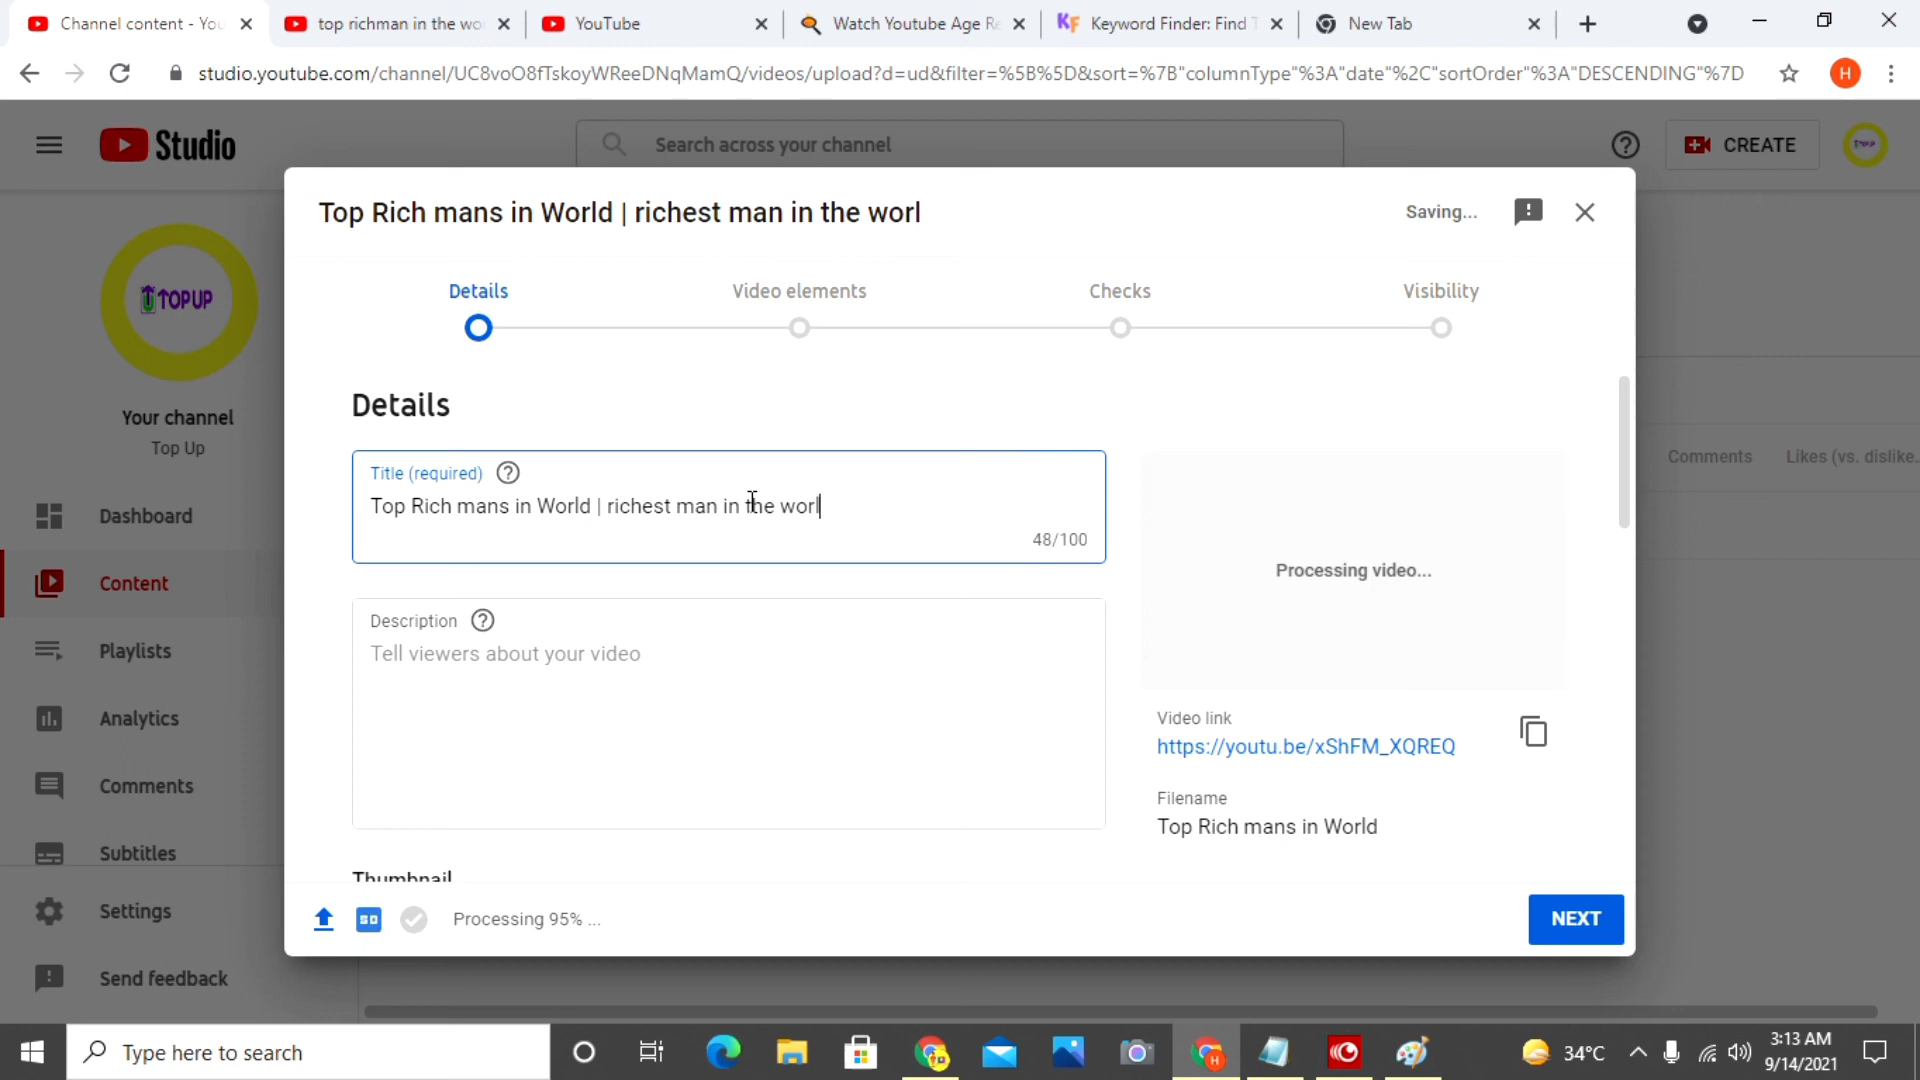 Channel content - You
top richman in the wo
YouTube
Watch Youtube Age Re
Keyword Finder: Find T
New Tab
studio.youtube.com/channel/UC8voO8fTskoyWReeDNqMamQ/videos/upload?d=ud&filter=%5B%5D&sort=%7B"columnType"%3A"date"%2C"sortOrder"%3A"DESCENDING"%7D
H
Studio
Search across your channel
CREATE
TOPUP
Top Rich mans in World | richest man in the worl
Saving...
Details
Video elements
Checks
Visibility
TOPUP
Your channel
Top Up
Details
Title (required)
Top Rich mans in World | richest man in the worl
48/100
Comments
Likes (vs. dislike..
Dashboard
Content
Playlists
Analytics
Comments
Subtitles
Settings
Send feedback
Processing video...
Description
Tell viewers about your video
Video link
https://youtu.be/xShFM_XQREQ
Filename
Top Rich mans in World
Thumbnail
SD
Processing 95% ...
NEXT
Type here to search
H
34°C
3:13 AM
9/14/2021